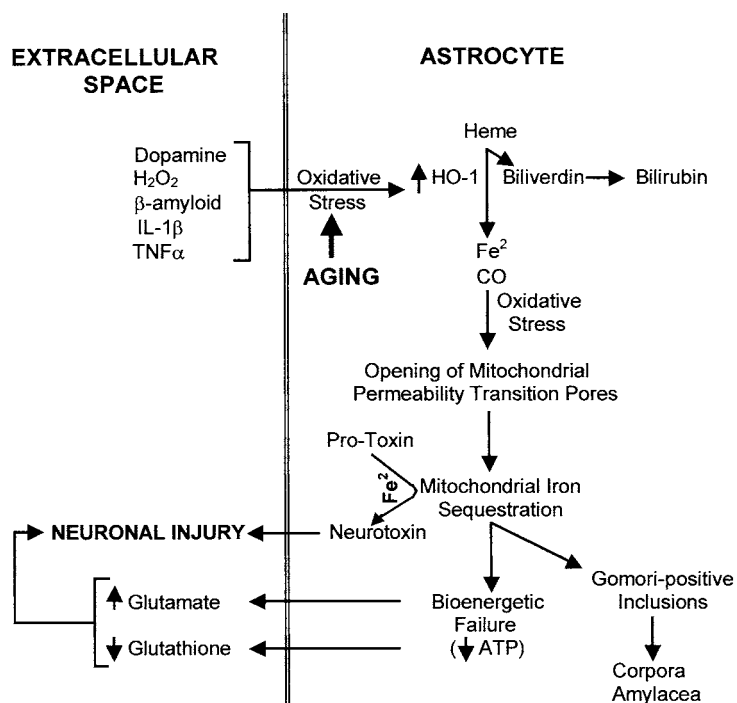 EXTRACELLULAR
SPACE
ASTROCYTE
Dopamine
H₂O₂
β-amyloid
IL-1β
TNFα
Oxidative
Stress
AGING
Heme
HO-1
Biliverdin
Bilirubin
Fe²
CO
Oxidative
Stress
Opening of Mitochondrial
Permeability Transition Pores
Pro-Toxin
Fe²
Mitochondrial Iron
Sequestration
Neurotoxin
NEURONAL INJURY
Glutamate
Glutathione
Bioenergetic
Failure
(↓ ATP)
Gomori-positive
Inclusions
Corpora
Amylacea